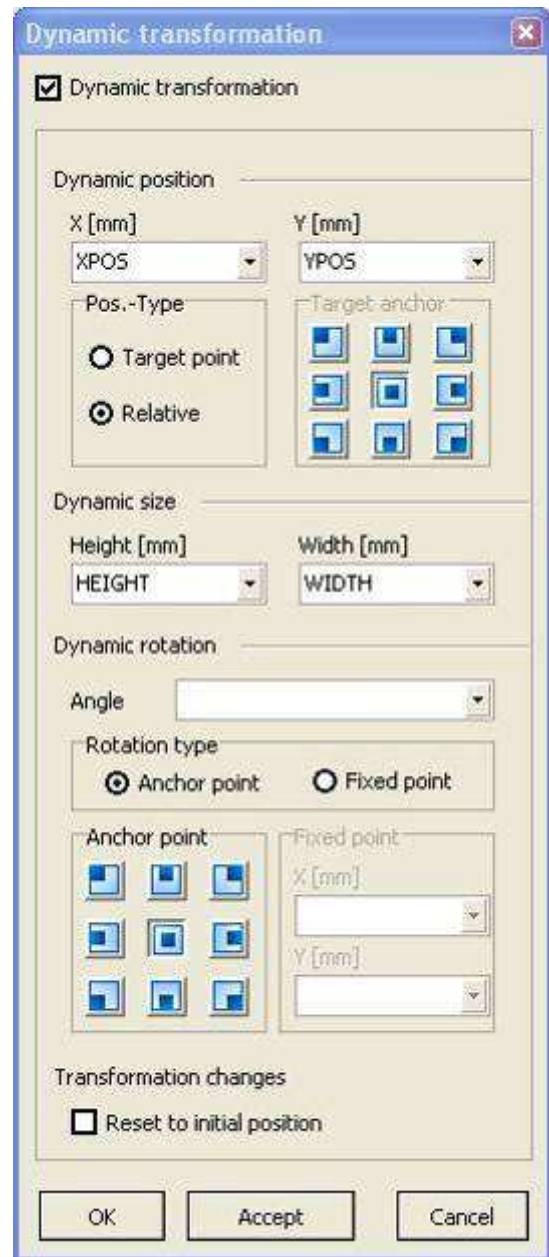 Dynamic transformation
Dynamic transformation
Dynamic position
X [mm] Y [mm]
XPOS YPOS
Pos.-Type Target anchor
Target point
Relative
Dynamic size
Height [mm] Width [mm]
HEIGHT WIDTH
Dynamic rotation
Angle
Rotation type
Anchor point Fixed point
Anchor point Fixed point
X [mm]
Y [mm]
Transformation changes
Reset to initial position
OK Accept Cancel